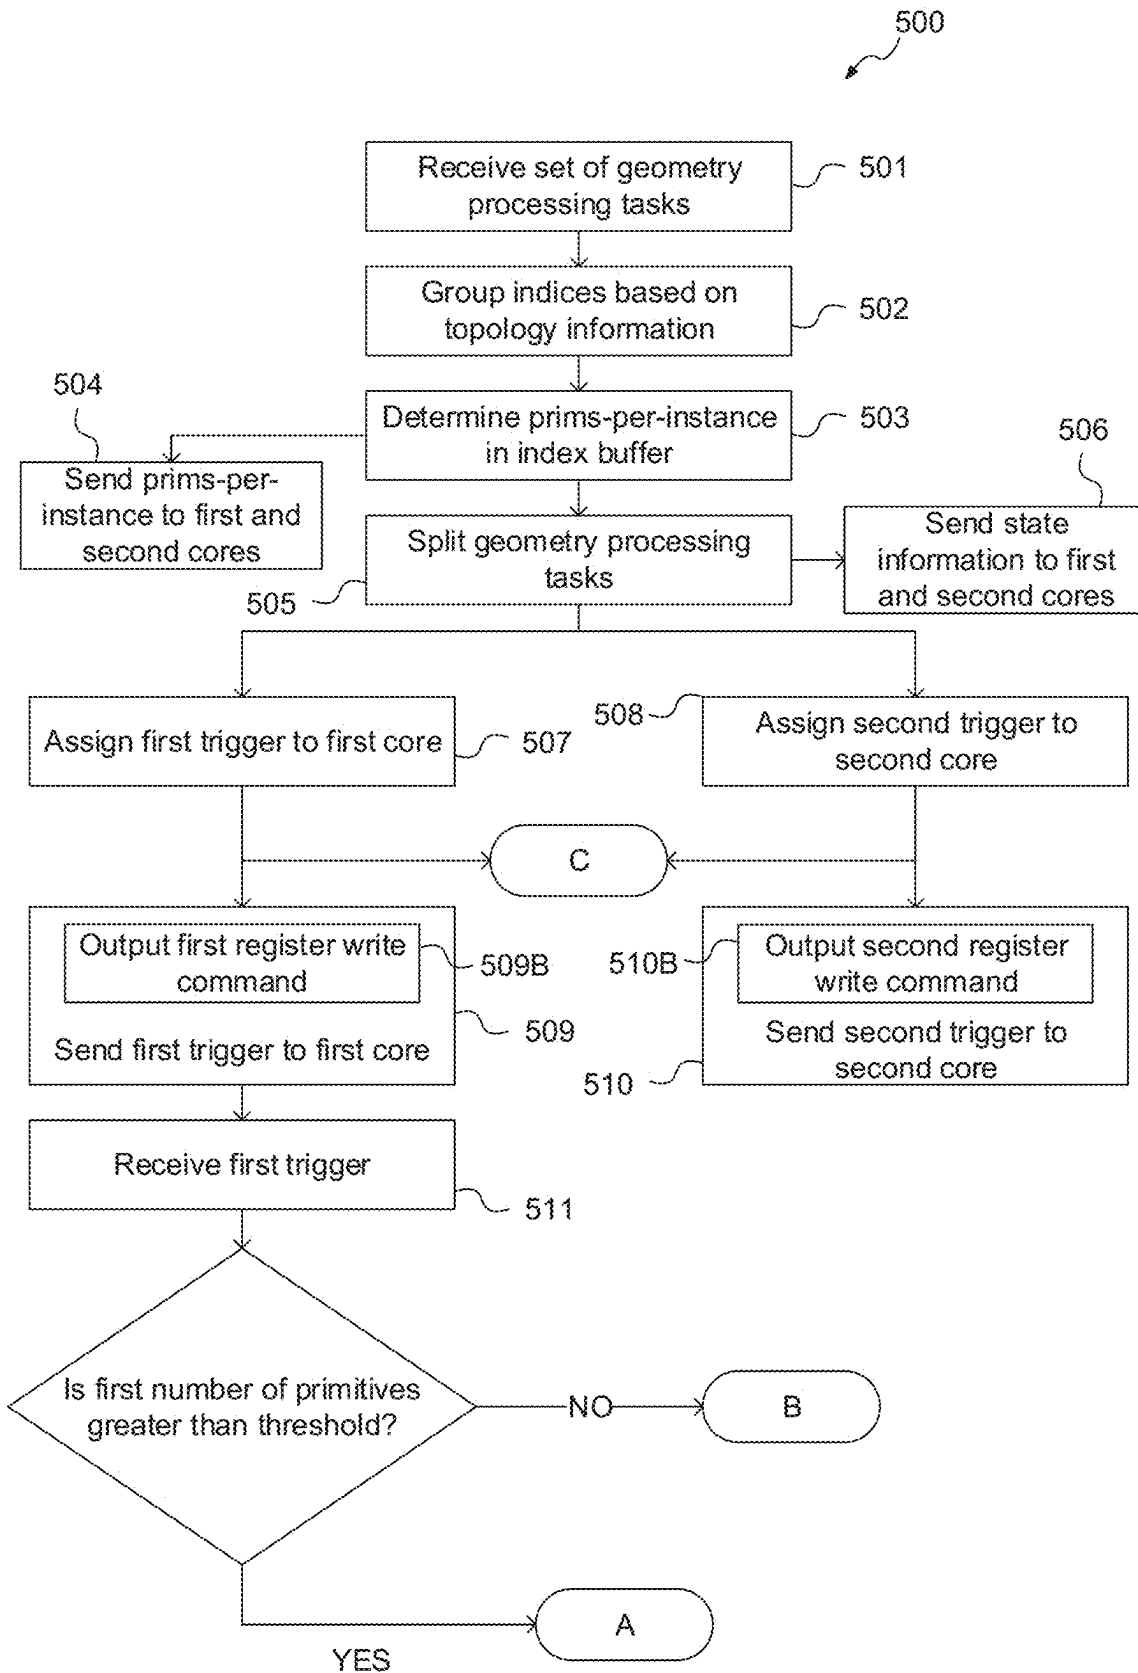 500
Receive set of geometry
processing tasks
501
Group indices based on
topology information
502
504
Determine prims-per-instance
in index buffer
503
506
Send prims-per-
instance to first and
second cores
Split geometry processing
tasks
505
Send state
information to first
and second cores
Assign first trigger to first core
507
508
Assign second trigger to
second core
C
Output first register write
command
509B
Send first trigger to first core
509
510B
Output second register
write command
Send second trigger to
second core
510
Receive first trigger
511
Is first number of primitives
greater than threshold?
NO
B
A
YES